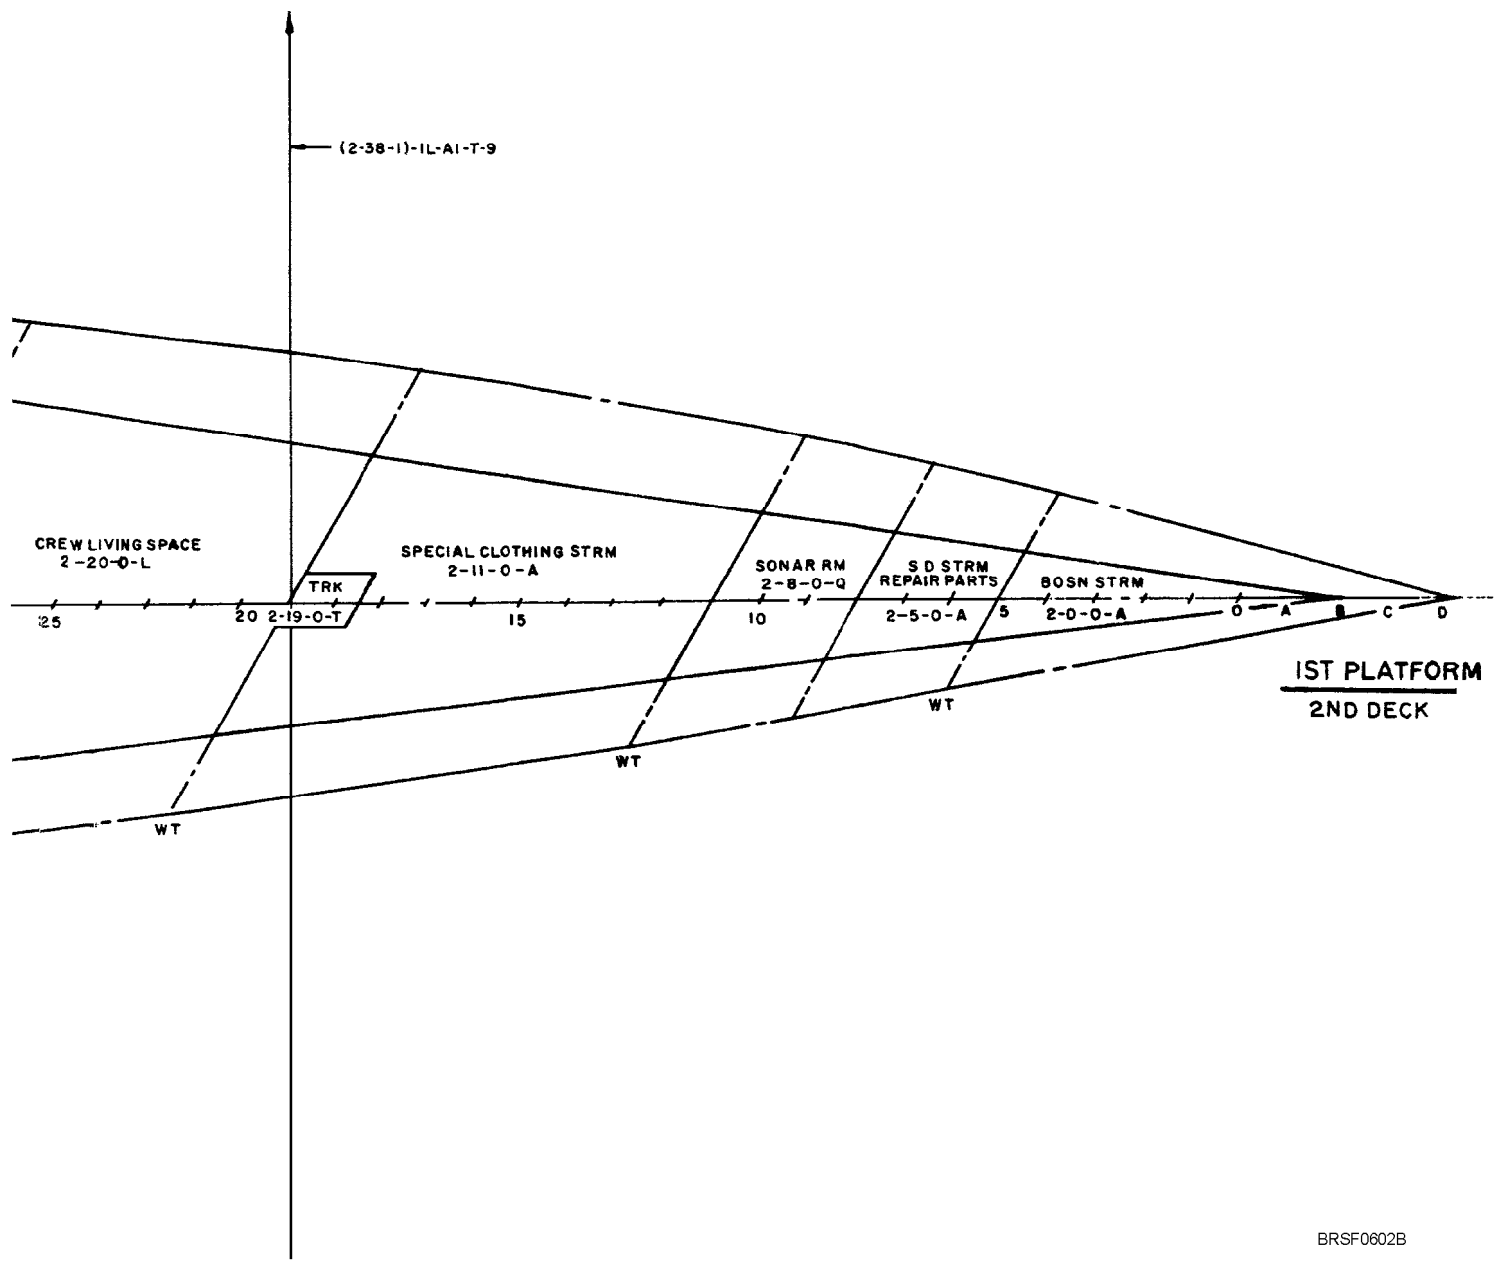 (2-38-1)-1L-A1-T-9
CREW LIVING SPACE
2-20-0-L
SPECIAL CLOTHING STRM
2-11-0-A
SONAR RM
2-8-0-Q
S D STRM
REPAIR PARTS
2-5-0-A
BOSN STRM
2-0-0-A
TRK
2-19-0-T
25
20
15
10
5
0
A
B
C
D
1ST PLATFORM
2ND DECK
WT
WT
WT
BRSF0602B